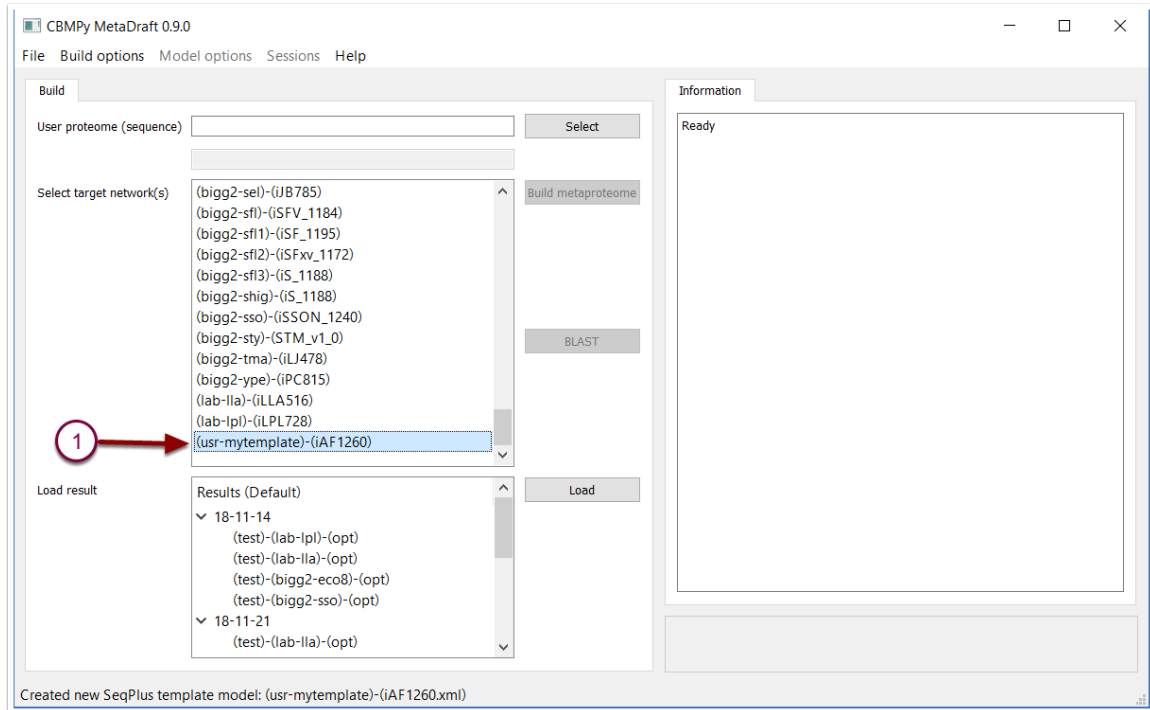 CBMPy MetaDraft 0.9.0
File Build options Model options Sessions Help
Build
User proteome (sequence)
Select
Select target network(s)
(bigg2-sel)-(iJB785)
(bigg2-sfl)-(iSFV_1184)
(bigg2-sfl1)-(iSF_1195)
(bigg2-sfl2)-(iSFxv_1172)
(bigg2-sfl3)-(iS_1188)
(bigg2-shig)-(iS_1188)
(bigg2-sso)-(iSSON_1240)
(bigg2-sty)-(STM_v1_0)
(bigg2-tma)-(iLJ478)
(bigg2-ype)-(iPC815)
(lab-lla)-(iLLA516)
(lab-lpl)-(iLPL728)
(usr-mytemplate)-(iAF1260)
1
Build metaproteome
BLAST
Load result
Results (Default)
18-11-14
(test)-(lab-lpl)-(opt)
(test)-(lab-lla)-(opt)
(test)-(bigg2-eco8)-(opt)
(test)-(bigg2-sso)-(opt)
18-11-21
(test)-(lab-lla)-(opt)
Load
Information
Ready
Created new SeqPlus template model: (usr-mytemplate)-(iAF1260.xml)